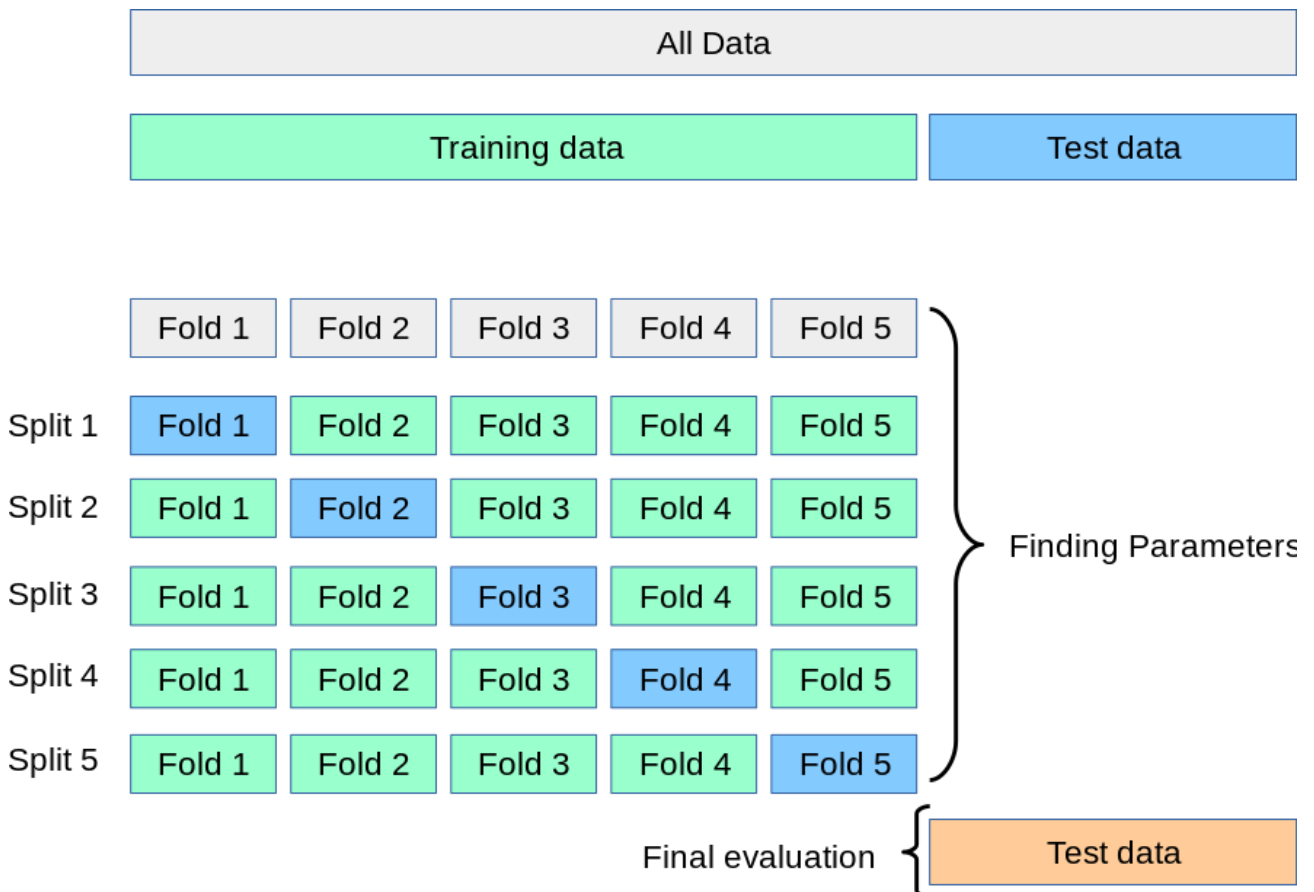 All Data
Training data Test data
Fold 1 Fold 2 Fold 3 Fold 4 Fold 5
Split 1 Fold 1 Fold 2 Fold 3 Fold 4 Fold 5
Split 2 Fold 1 Fold 2 Fold 3 Fold 4 Fold 5
Finding Parameters
Split 3 Fold 1 Fold 2 Fold 3 Fold 4 Fold 5
Split 4 Fold 1 Fold 2 Fold 3 Fold 4 Fold 5
Split 5 Fold 1 Fold 2 Fold 3 Fold 4 Fold 5
Final evaluation Test data